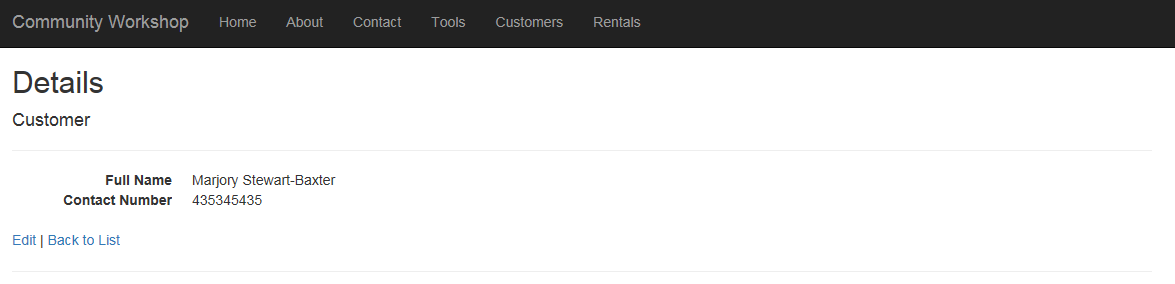 Community Workshop Home About Contact Tools Customers Rentals
Details
Customer
Full Name Marjory Stewart-Baxter
Contact Number 435345435
Edit | Back to List